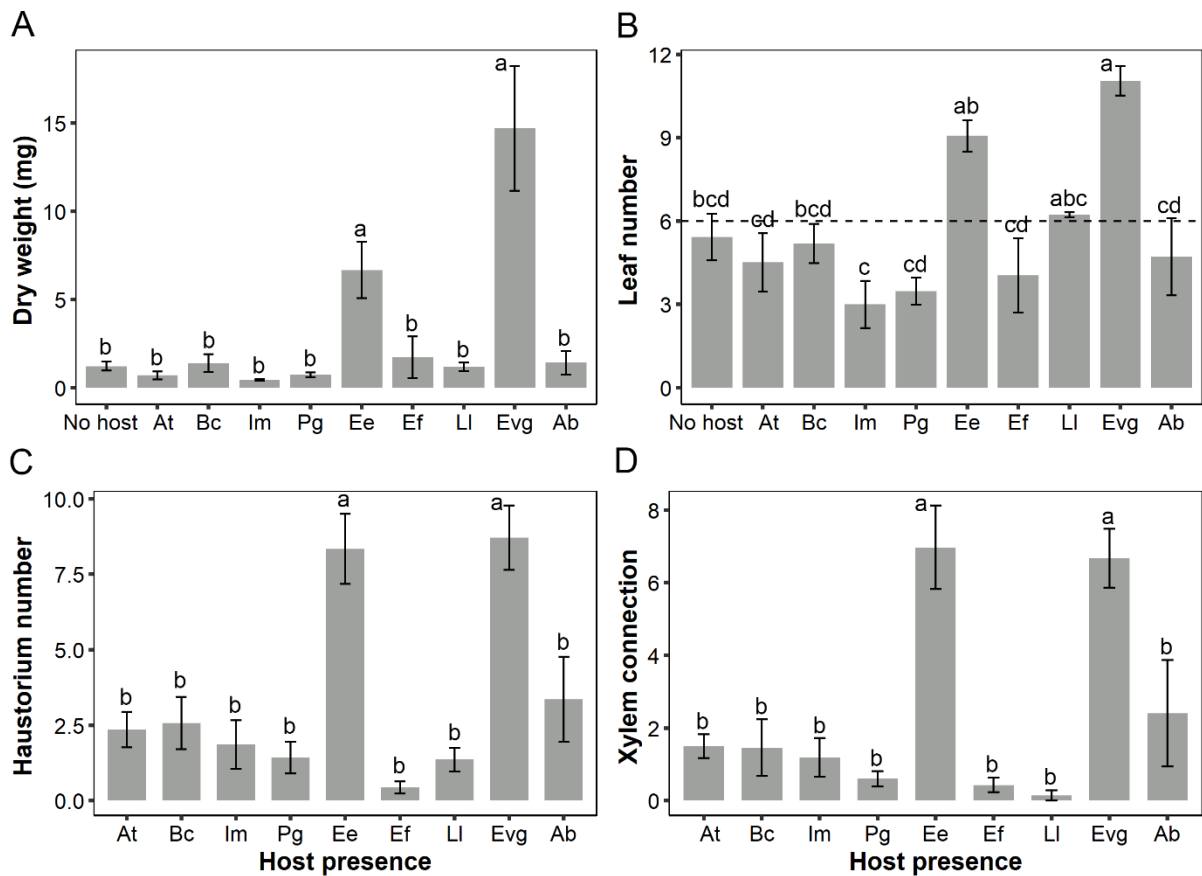 A
Dry weight (mg)
15
10
5
0
b b b b b a b b a b
No host At Bc Im Pg Ee Ef Ll Evg Ab
B
Leaf number
12
9
6
3
0
bcd cd bcd c cd ab cd abc a cd
No host At Bc Im Pg Ee Ef Ll Evg Ab
C
Haustorium number
10.0
7.5
5.0
2.5
0.0
b b b b a b b a b
At Bc Im Pg Ee Ef Ll Evg Ab
Host presence
D
Xylem connection
8
6
4
2
0
b b b b a b b a b
At Bc Im Pg Ee Ef Ll Evg Ab
Host presence